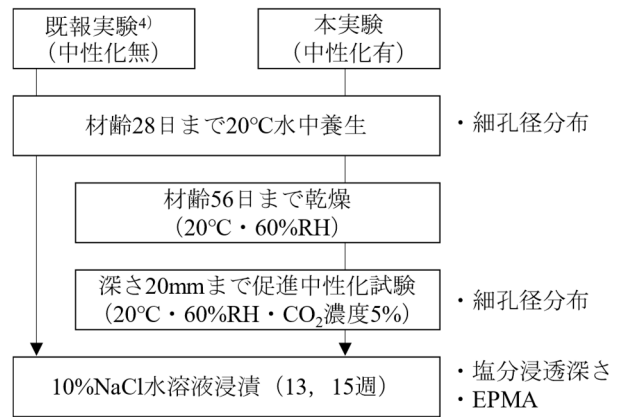 既報実験4)
（中性化無）
本実験
（中性化有）
材齢28日まで20℃水中養生
・細孔径分布
材齢56日まで乾燥
（20℃・60%RH）
深さ20mmまで促進中性化試験
（20℃・60%RH・CO2濃度5%）
・細孔径分布
10%NaCl水溶液浸漬（13，15週）
・塩分浸透深さ
・EPMA